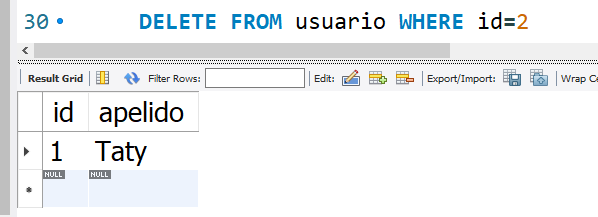 30 DELETE FROM usuario WHERE id=2
Result Grid Filter Rows: Edit: Export/Import: Wrap Ce
id apelido
1 Taty
NULL NULL